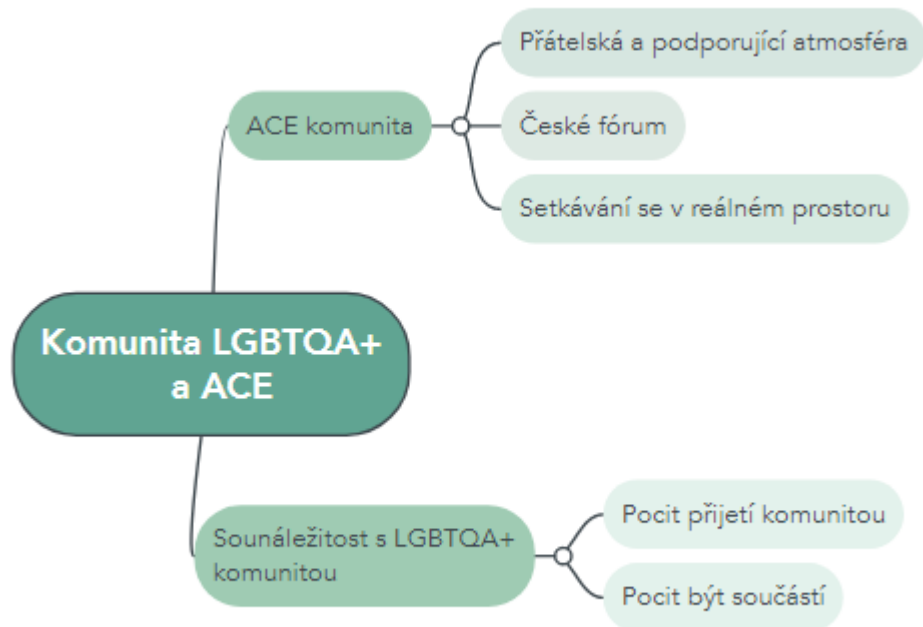 Přátelská a podporující atmosféra
ACE komunita
České fórum
Setkávání se v reálném prostoru
Komunita LGBTQA+
a ACE
Pocit přijetí komunitou
Sounáležitost s LGBTQA+
komunitou
Pocit být součástí